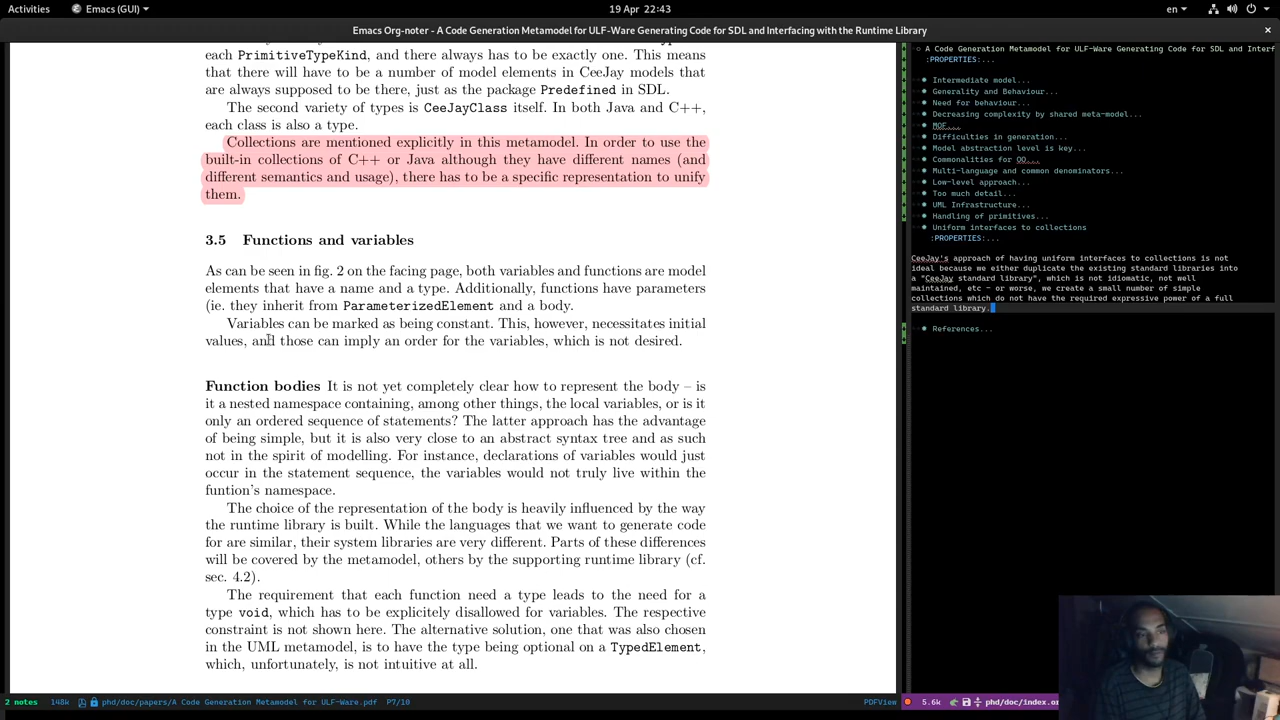 Activities
Emacs (GUI)
19 Apr 22:43
en
Emacs Org-noter - A Code Generation Metamodel for ULF-Ware Generating Code for SDL and Interfacing with the Runtime Library
each PrimitiveTypeKind, and there always has to be exactly one. This means
that there will have to be a number of model elements in CeeJay models that
are always supposed to be there, just as the package Predefined in SDL.
The second variety of types is CeeJayClass itself. In both Java and C++,
each class is also a type.
Collections are mentioned explicitly in this metamodel. In order to use the
built-in collections of C++ or Java although they have different names (and
different semantics and usage), there has to be a specific representation to unify
them.
3.5 Functions and variables
As can be seen in fig. 2 on the facing page, both variables and functions are model
elements that have a name and a type. Additionally, functions have parameters
(ie. they inherit from ParameterizedElement and a body.
Variables can be marked as being constant. This, however, necessitates initial
values, and those can imply an order for the variables, which is not desired.
Function bodies It is not yet completely clear how to represent the body – is
it a nested namespace containing, among other things, the local variables, or is it
only an ordered sequence of statements? The latter approach has the advantage
of being simple, but it is also very close to an abstract syntax tree and as such
not in the spirit of modelling. For instance, declarations of variables would just
occur in the statement sequence, the variables would not truly live within the
funtion's namespace.
The choice of the representation of the body is heavily influenced by the way
the runtime library is built. While the languages that we want to generate code
for are similar, their system libraries are very different. Parts of these differences
will be covered by the metamodel, others by the supporting runtime library (cf.
sec. 4.2).
The requirement that each function need a type leads to the need for a
type void, which has to be explicitely disallowed for variables. The respective
constraint is not shown here. The alternative solution, one that was also chosen
in the UML metamodel, is to have the type being optional on a TypedElement,
which, unfortunately, is not intuitive at all.
2 notes 148k phd/doc/papers/A Code Generation Metamodel for ULF-Ware.pdf P7/10 PDFView
A Code Generation Metamodel for ULF-Ware Generating Code for SDL and Interf
:PROPERTIES:...
Intermediate model...
Generality and Behaviour...
Need for behaviour...
Decreasing complexity by shared meta-model...
MOF...
Difficulties in generation...
Model abstraction level is key...
Commonalities for OO...
Multi-language and common denominators...
Low-level approach...
Too much detail...
UML Infrastructure...
Handling of primitives...
Uniform interfaces to collections
:PROPERTIES:...
CeeJay's approach of having uniform interfaces to collections is not
ideal because we either duplicate the existing standard libraries into
a "CeeJay standard library", which is not idiomatic, not well
maintained, etc - or worse, we create a small number of simple
collections which do not have the required expressive power of a full
standard library.
References...
5.6k phd/doc/index.or